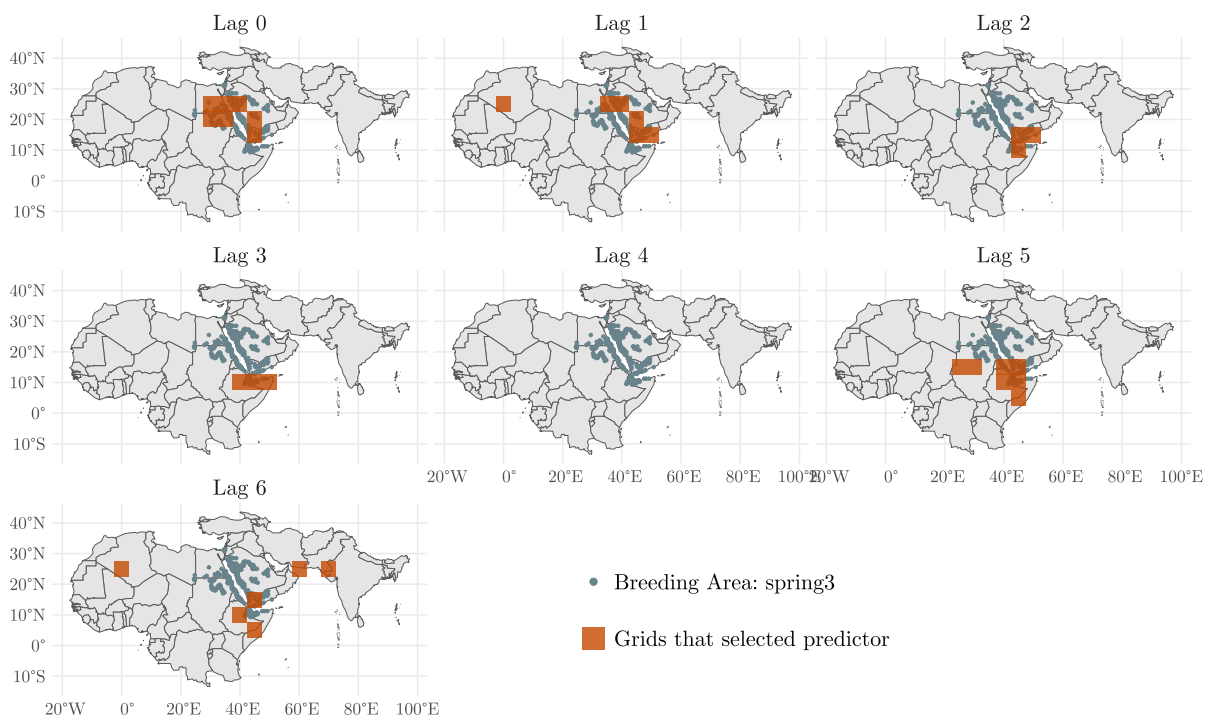 Lag 0 Lag 1 Lag 2
40°N
30°N
20°N
10°N
0°
10°S
Lag 3 Lag 4 Lag 5
40°N
30°N
20°N
10°N
0°
10°S
20°W 0° 20°E 40°E 60°E 80°E 100°E 20°W 0° 20°E 40°E 60°E 80°E 100°E
Lag 6
40°N
30°N
20°N
10°N
0°
10°S
20°W 0° 20°E 40°E 60°E 80°E 100°E
Breeding Area: spring3
Grids that selected predictor